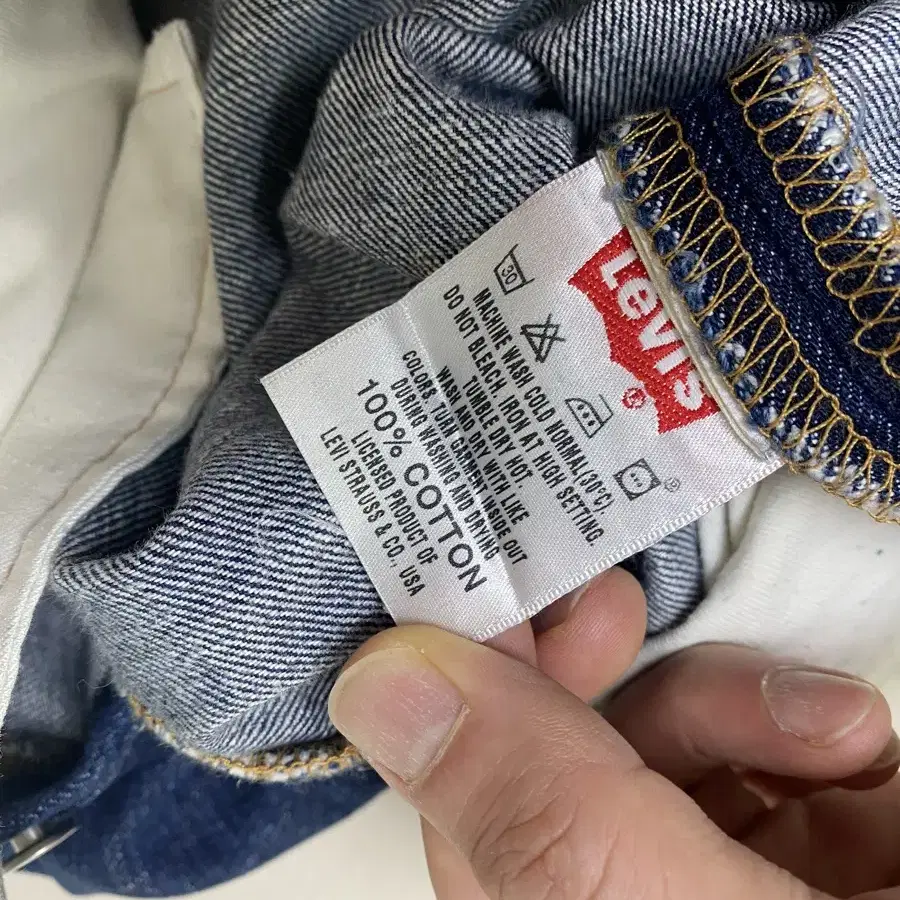 Levi's®
30
®
MACHINE WASH COLD NORMAL(30°C).
DO NOT BLEACH, IRON AT HIGH SETTING.
TUMBLE DRY HOT.
WASH AND DRY WITH LIKE
COLORS TURN GARMENT INSIDE OUT
DURING WASHING AND DRYING
100% COTTON
LICENSED PRODUCT OF
LEVI STRAUSS & CO., USA